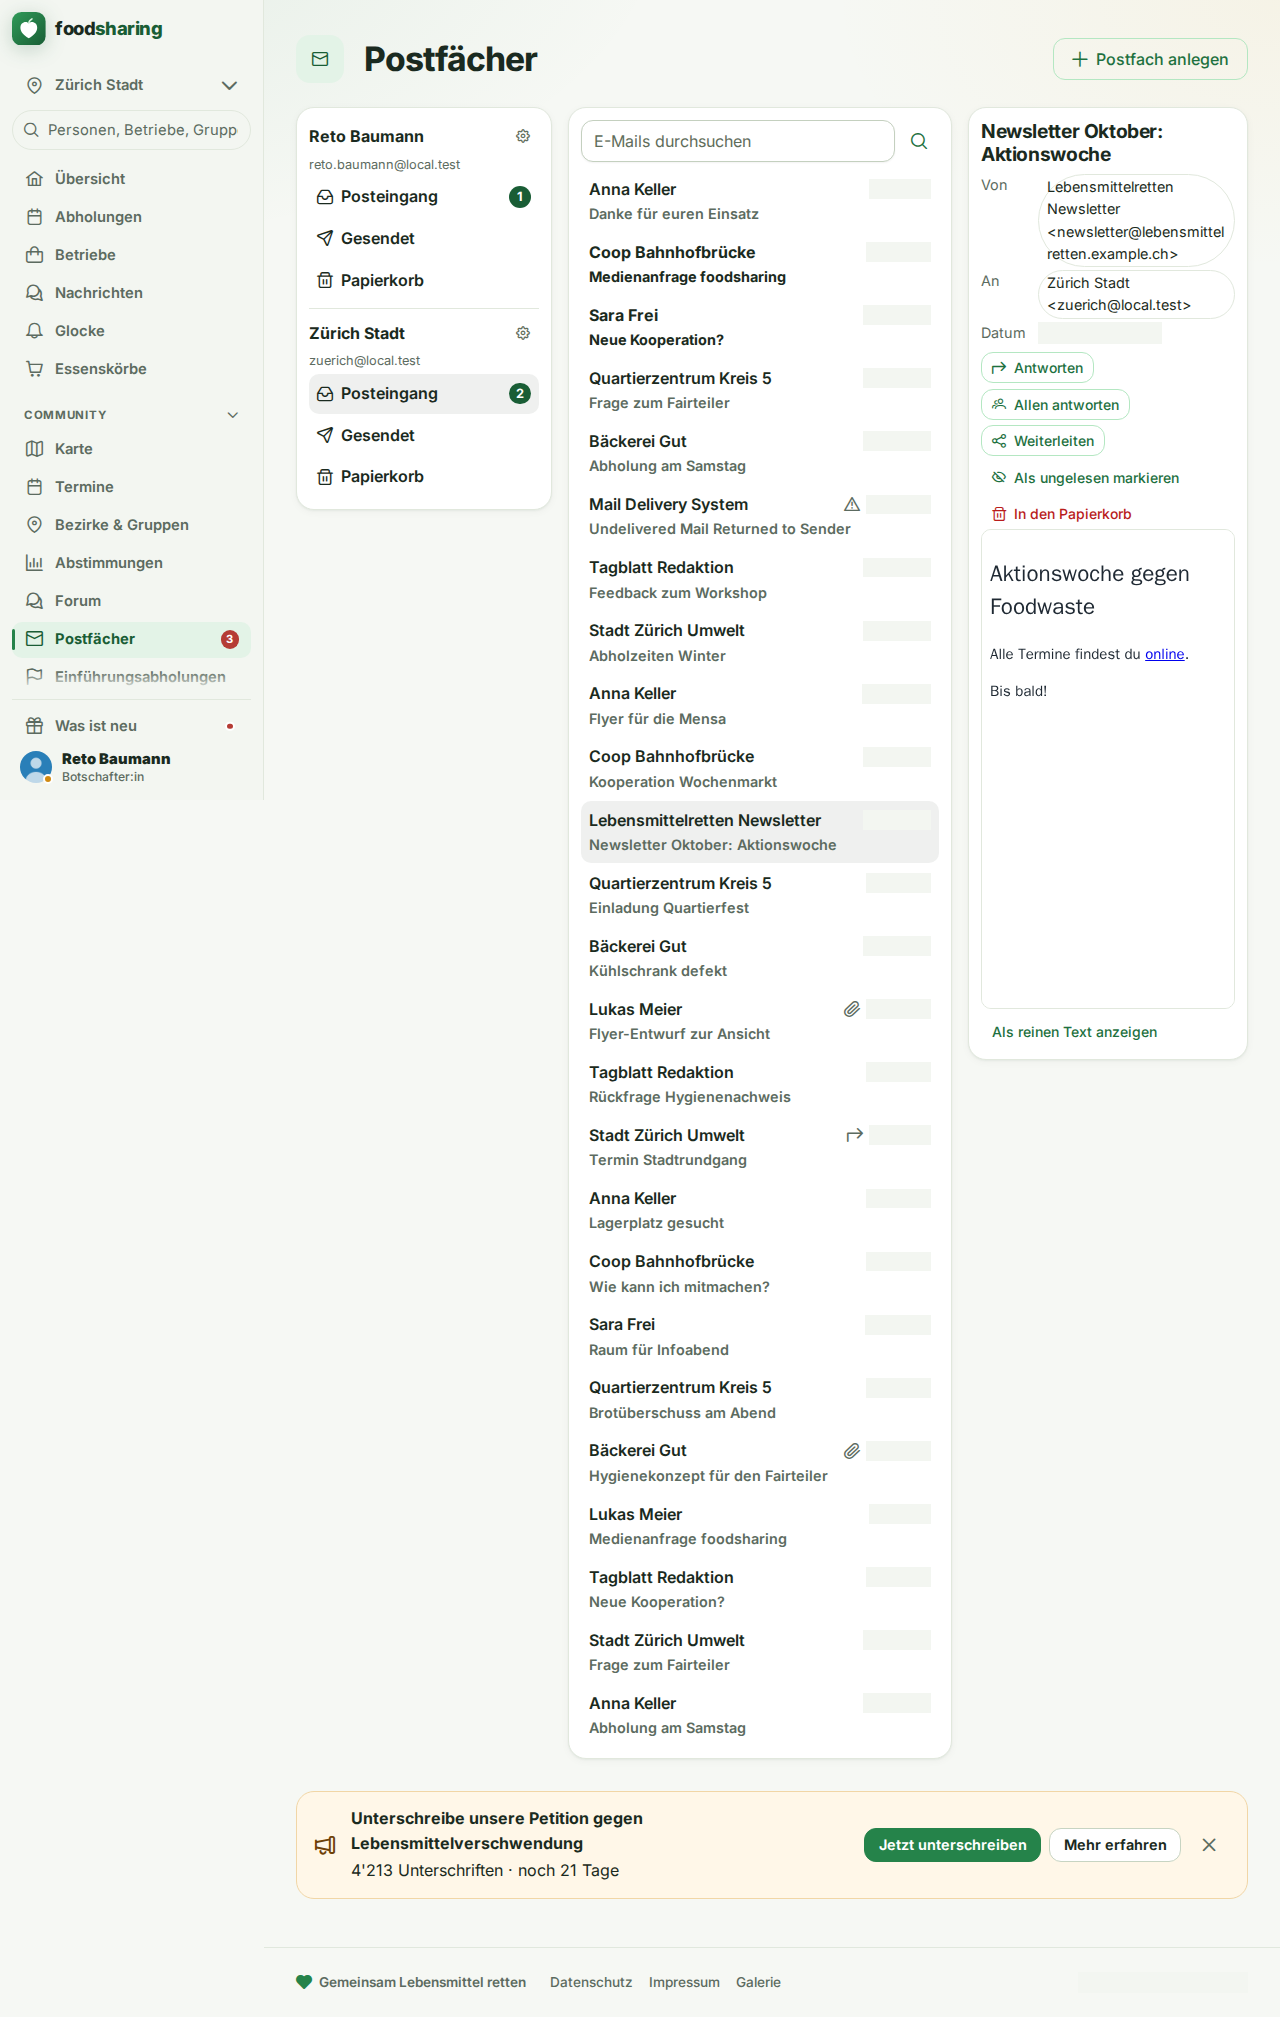 foodsharing
Zürich Stadt
Personen, Betriebe, Grupp
Übersicht
Abholungen
Betriebe
Nachrichten
Glocke
Essenskörbe
COMMUNITY
Karte
Termine
Bezirke & Gruppen
Abstimmungen
Forum
Postfächer 3
Einführungsabholungen
Was ist neu
Reto Baumann
Botschafter:in
Postfächer
Postfach anlegen
Reto Baumann
reto.baumann@local.test
Posteingang 1
Gesendet
Papierkorb
Zürich Stadt
zuerich@local.test
Posteingang 2
Gesendet
Papierkorb
E-Mails durchsuchen
Anna Keller
Danke für euren Einsatz
Coop Bahnhofbrücke
Medienanfrage foodsharing
Sara Frei
Neue Kooperation?
Quartierzentrum Kreis 5
Frage zum Fairteiler
Bäckerei Gut
Abholung am Samstag
Mail Delivery System
Undelivered Mail Returned to Sender
Tagblatt Redaktion
Feedback zum Workshop
Stadt Zürich Umwelt
Abholzeiten Winter
Anna Keller
Flyer für die Mensa
Coop Bahnhofbrücke
Kooperation Wochenmarkt
Lebensmittelretten Newsletter
Newsletter Oktober: Aktionswoche
Quartierzentrum Kreis 5
Einladung Quartierfest
Bäckerei Gut
Kühlschrank defekt
Lukas Meier
Flyer-Entwurf zur Ansicht
Tagblatt Redaktion
Rückfrage Hygienenachweis
Stadt Zürich Umwelt
Termin Stadtrundgang
Anna Keller
Lagerplatz gesucht
Coop Bahnhofbrücke
Wie kann ich mitmachen?
Sara Frei
Raum für Infoabend
Quartierzentrum Kreis 5
Brotüberschuss am Abend
Bäckerei Gut
Hygienekonzept für den Fairteiler
Lukas Meier
Medienanfrage foodsharing
Tagblatt Redaktion
Neue Kooperation?
Stadt Zürich Umwelt
Frage zum Fairteiler
Anna Keller
Abholung am Samstag
Newsletter Oktober:
Aktionswoche
Von Lebensmittelretten
Newsletter
<newsletter@lebensmittel
retten.example.ch>
An Zürich Stadt
<zuerich@local.test>
Datum
Antworten
Allen antworten
Weiterleiten
Als ungelesen markieren
In den Papierkorb
Aktionswoche gegen
Foodwaste
Alle Termine findest du online.
Bis bald!
Als reinen Text anzeigen
Unterschreibe unsere Petition gegen
Lebensmittelverschwendung
4'213 Unterschriften · noch 21 Tage
Jetzt unterschreiben
Mehr erfahren
Gemeinsam Lebensmittel retten Datenschutz Impressum Galerie